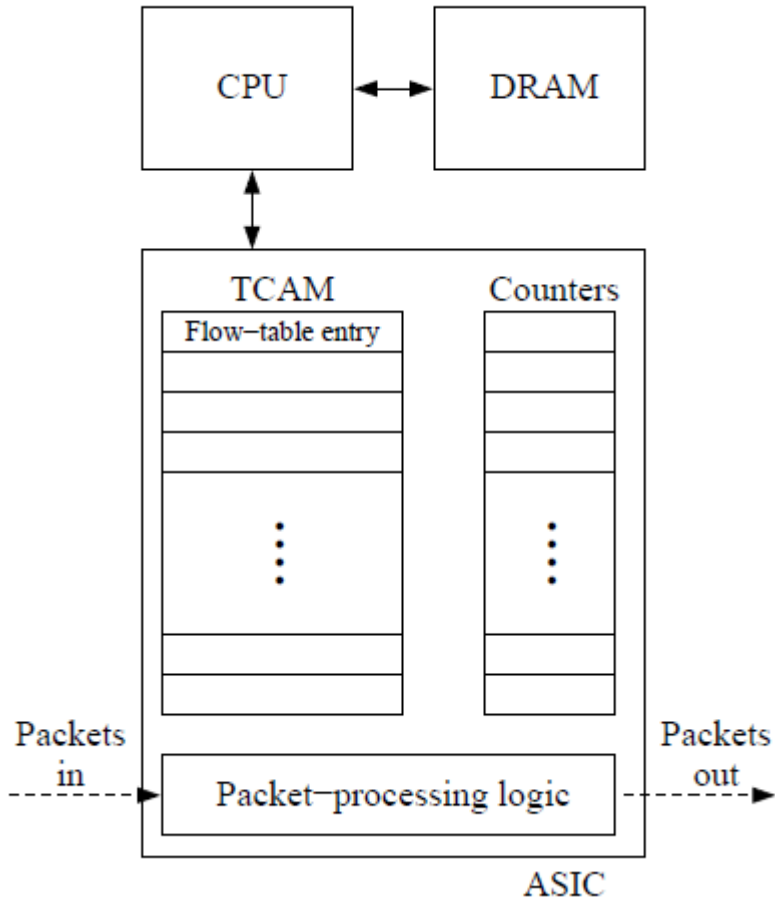 CPU
DRAM
TCAM
Counters
Flow−table entry
Packets
in
Packet−processing logic
Packets
out
ASIC